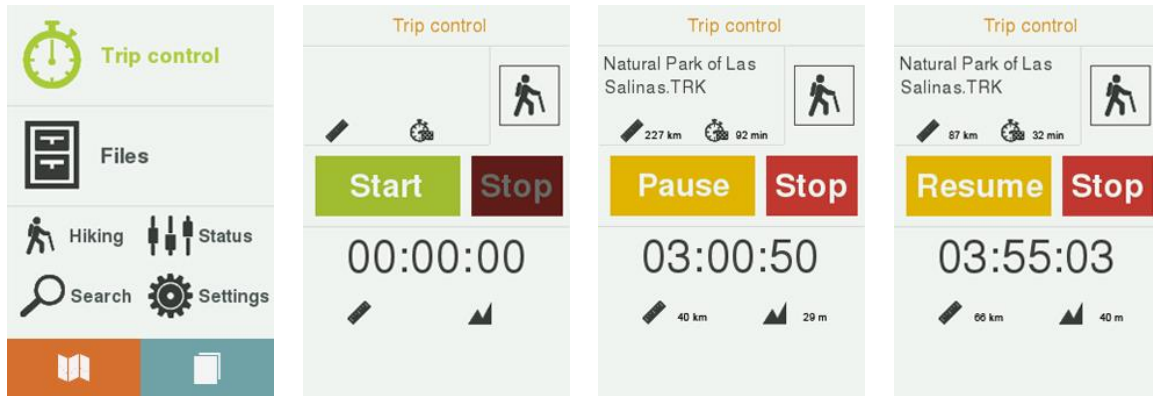 Trip control
Files
Hiking
Status
Search
Settings
Trip control
Start
Stop
00:00:00
Trip control
Natural Park of Las
Salinas.TRK
227 km
92 min
Pause
Stop
03:00:50
40 km
29 m
Trip control
Natural Park of Las
Salinas.TRK
87 km
32 min
Resume
Stop
03:55:03
66 km
40 m